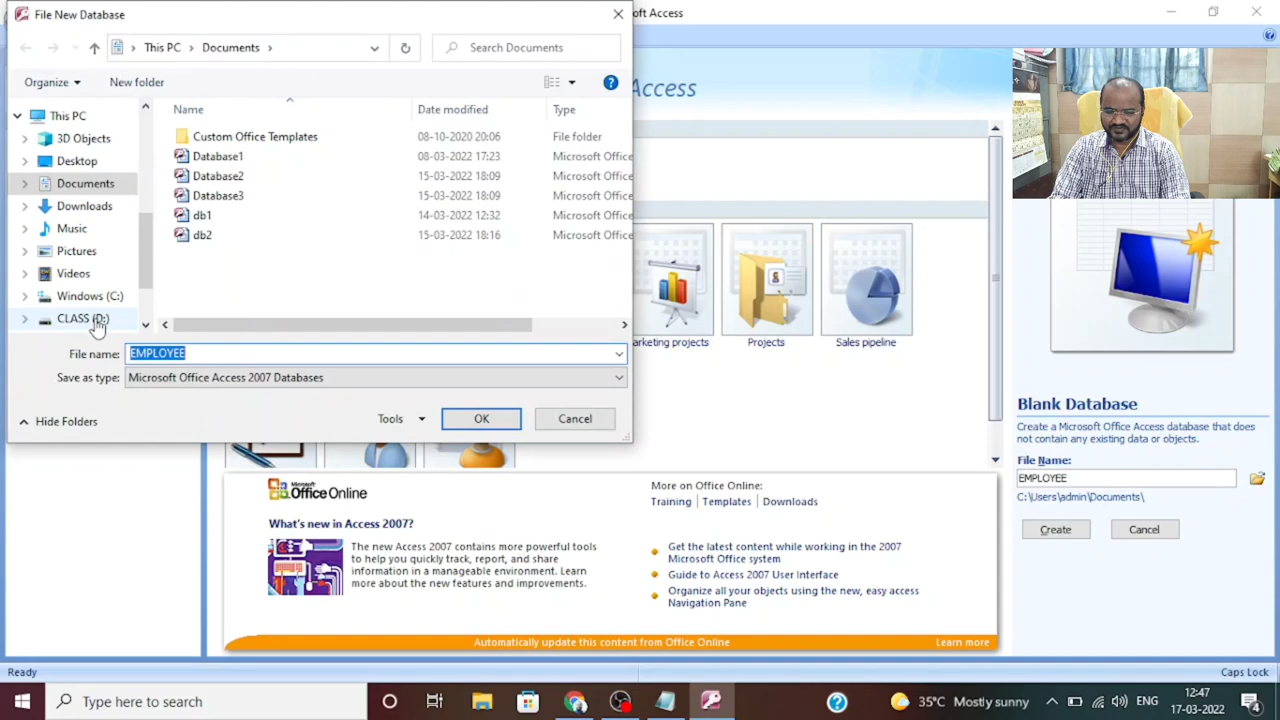 File New Database
oft Access
This PC
Documents
Search Documents
Organize
New folder
Name
Date modified
Type
This PC
3D Objects
Desktop
Documents
Downloads
Music
Pictures
Videos
Windows (C:)
CLASS (D:)
Custom Office Templates 08-10-2020 20:06 File folder
Database1 08-03-2022 17:23 Microsoft Office
Database2 15-03-2022 18:09 Microsoft Office
Database3 15-03-2022 18:09 Microsoft Office
db1 14-03-2022 12:32 Microsoft Office
db2 15-03-2022 18:16 Microsoft Office
File name: EMPLOYEE
Save as type: Microsoft Office Access 2007 Databases
Hide Folders
Tools
OK
Cancel
Access
rketing projects
Projects
Sales pipeline
Microsoft
Office Online
What's new in Access 2007?
The new Access 2007 contains more powerful tools
to help you quickly track, report, and share
information in a manageable environment. Learn
more about the new features and improvements.
More on Office Online:
Training | Templates | Downloads
Get the latest content while working in the 2007
Microsoft Office system
Guide to Access 2007 User Interface
Organize all your objects using the new, easy access
Navigation Pane
Automatically update this content from Office Online
Learn more
Blank Database
Create a Microsoft Office Access database that does
not contain any existing data or objects.
File Name:
EMPLOYEE
C:\Users\admin\Documents\
Create
Cancel
Ready
Caps Lock
Type here to search
35°C Mostly sunny
ENG
12:47
17-03-2022
4